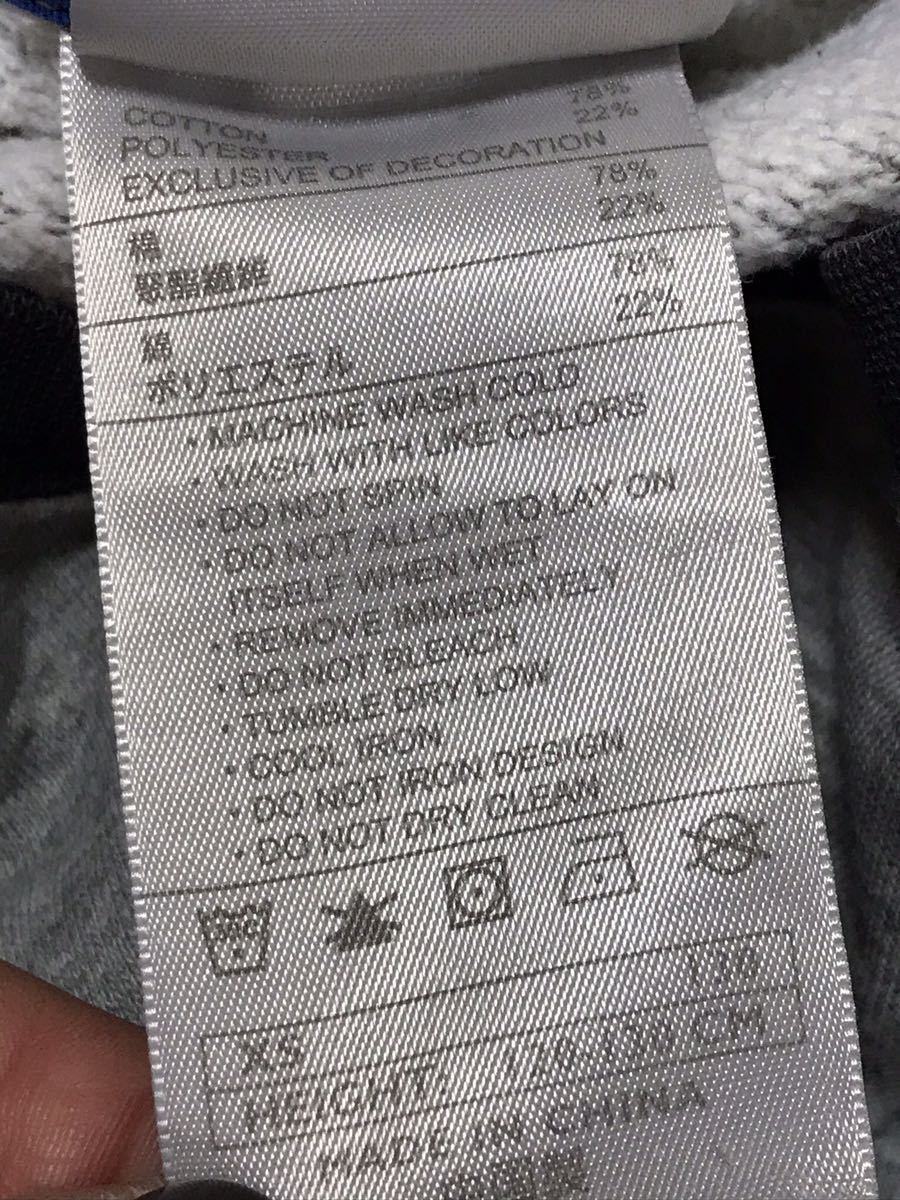 COTTON 78%
POLYESTER 22%
EXCLUSIVE OF DECORATION
棉 78%
聚酯纖維 22%
綿 78%
ポリエステル 22%
· MACHINE WASH COLD
· WASH WITH LIKE COLORS
· DO NOT SPIN
· DO NOT ALLOW TO LAY ON
ITSELF WHEN WET
· REMOVE IMMEDIATELY
· DO NOT BLEACH
· TUMBLE DRY LOW
· COOL IRON
· DO NOT IRON DESIGN
· DO NOT DRY CLEAN
XS
HEIGHT: CM
MADE IN CHINA